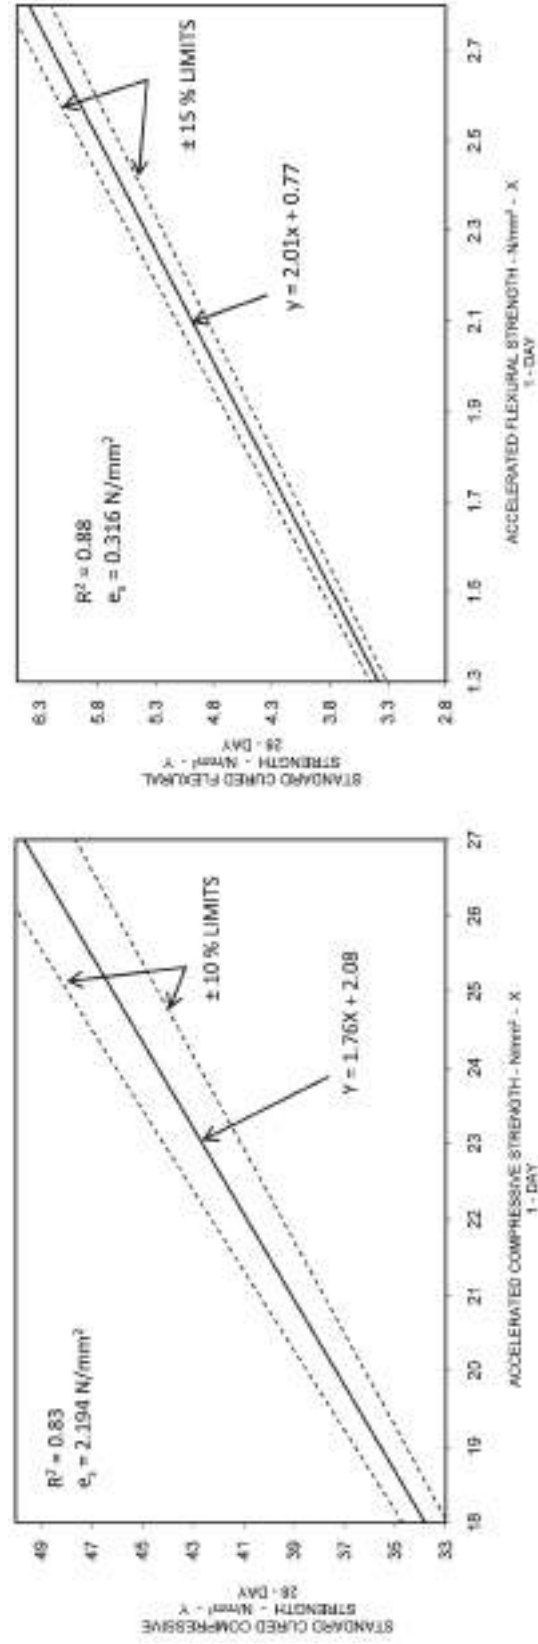 STANDARD CURED COMPRESSIVE
STRENGTH - N/mm² - Y
28 - DAY
49
47
45
43
41
39
37
35
33
R² = 0.83
eₛ = 2.194 N/mm²
± 10 % LIMITS
Y = 1.76X + 2.08
18
19
20
21
22
23
24
25
26
27
ACCELERATED COMPRESSIVE STRENGTH - N/mm² - X
1 - DAY
STANDARD CURED FLEXURAL
STRENGTH - N/mm² - Y
28 - DAY
6.3
5.8
5.3
4.8
4.3
3.8
3.3
2.8
R² = 0.88
eₛ = 0.316 N/mm²
± 15 % LIMITS
y = 2.01x + 0.77
1.3
1.5
1.7
1.9
2.1
2.3
2.5
2.7
ACCELERATED FLEXURAL STRENGTH - N/mm² - X
1 - DAY